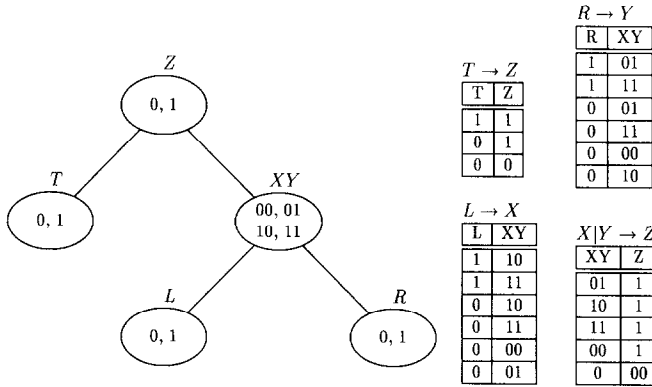 Z
0, 1
T
0, 1
XY
00, 01
10, 11
L
0, 1
R
0, 1
T → Z
T Z
1 1
0 1
0 0
R → Y
R XY
1 01
1 11
0 01
0 11
0 00
0 10
L → X
L XY
1 10
1 11
0 10
0 11
0 00
0 01
X|Y → Z
XY Z
01 1
10 1
11 1
00 1
0 00